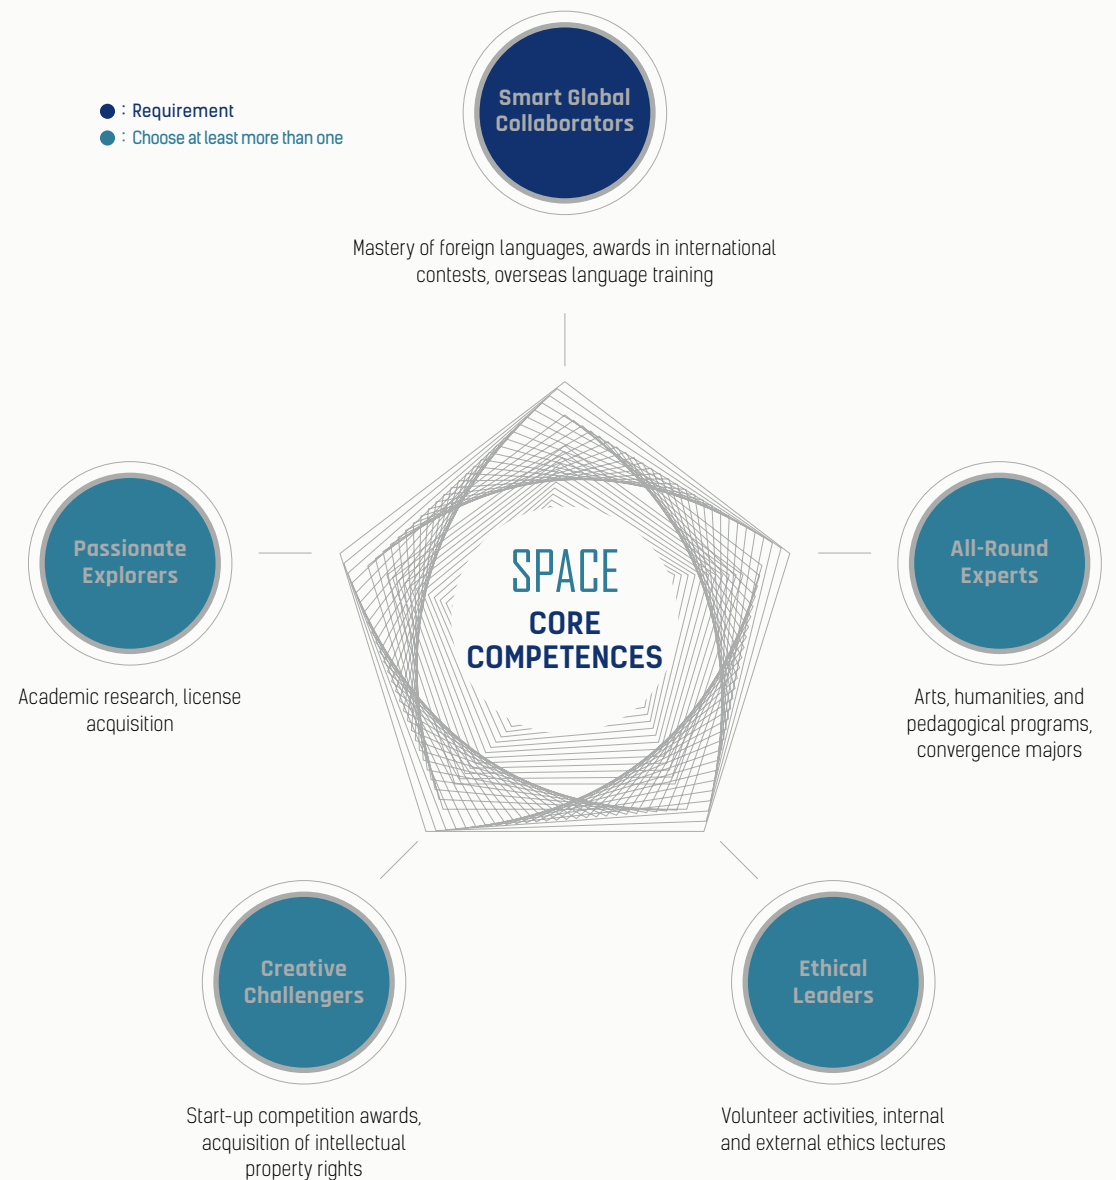 Smart Global
Collaborators
: Requirement
: Choose at least more than one
Mastery of foreign languages, awards in international
contests, overseas language training
SPACE
CORE
COMPETENCES
Passionate
Explorers
Academic research, license
acquisition
All-Round
Experts
Arts, humanities, and
pedagogical programs,
convergence majors
Creative
Challengers
Start-up competition awards,
acquisition of intellectual
property rights
Ethical
Leaders
Volunteer activities, internal
and external ethics lectures